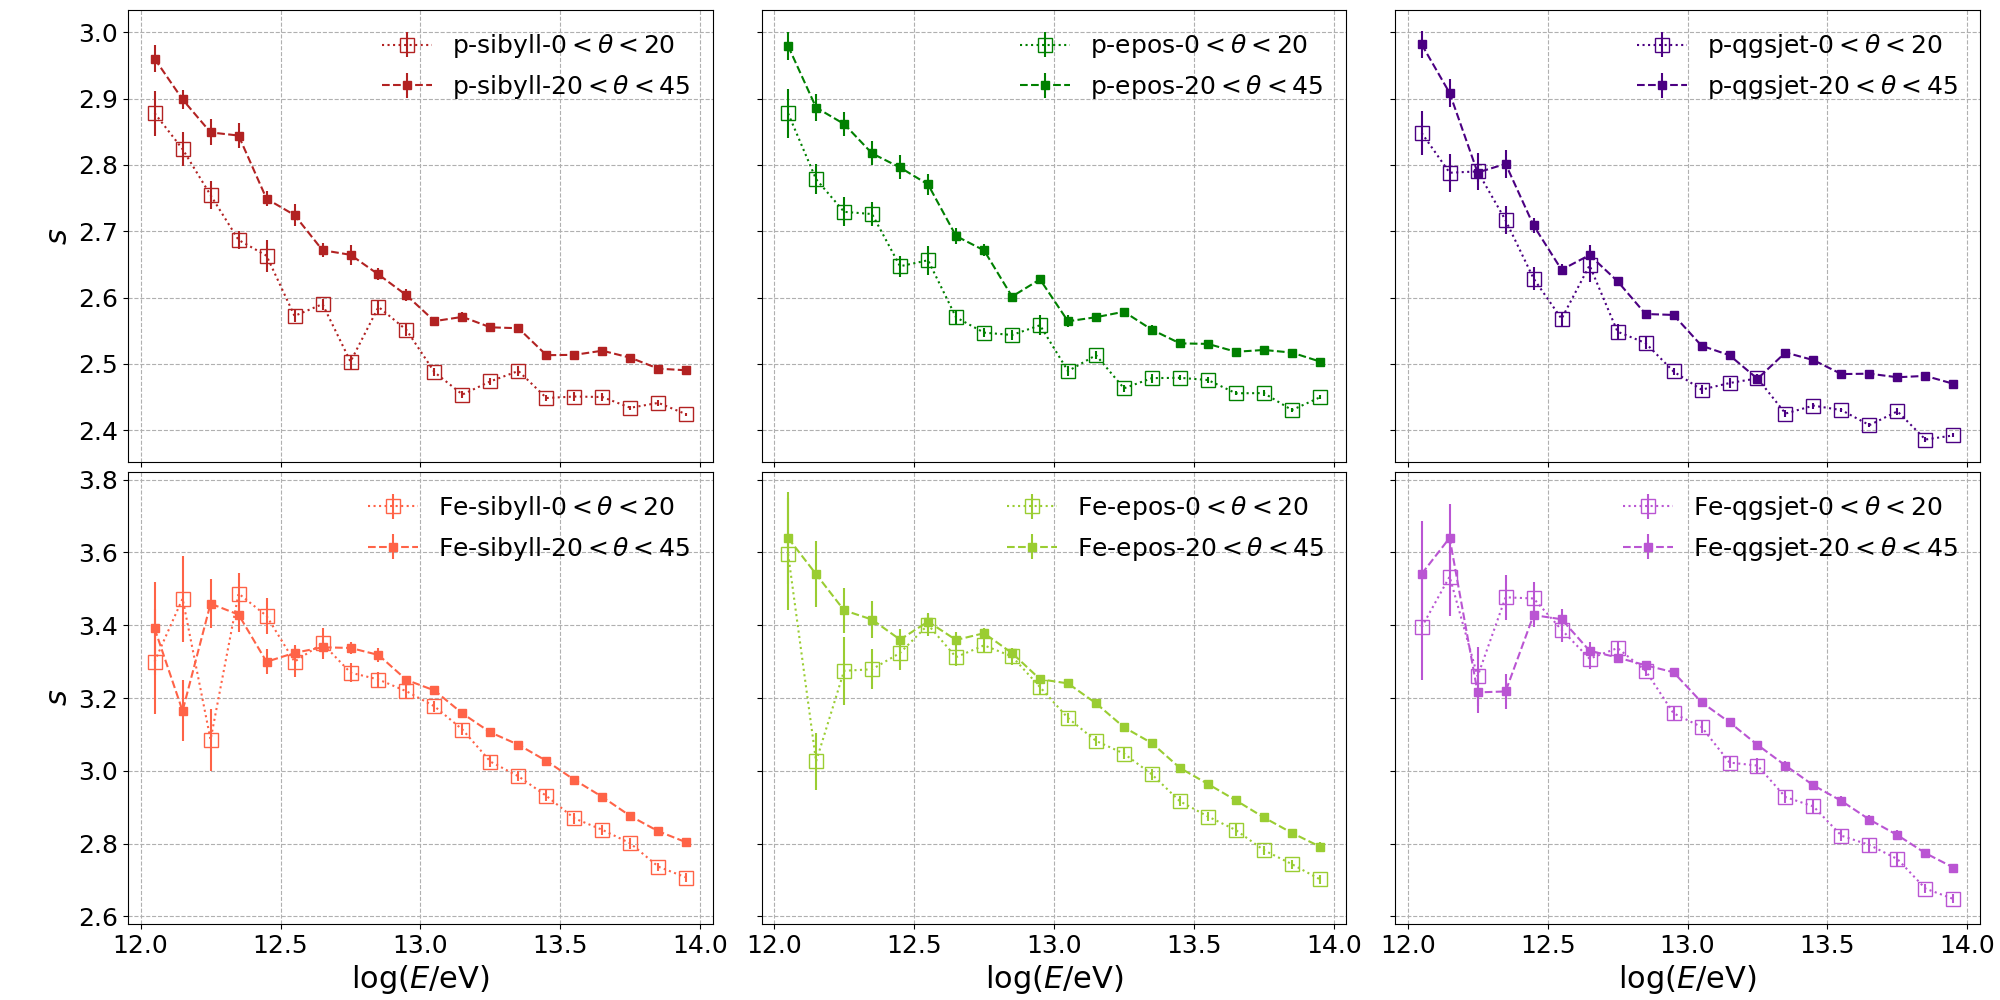 3.0
2.9
2.8
2.7
2.6
2.5
2.4
s
p-sibyll-0 < θ < 20
p-sibyll-20 < θ < 45
p-epos-0 < θ < 20
p-epos-20 < θ < 45
p-qgsjet-0 < θ < 20
p-qgsjet-20 < θ < 45
3.8
3.6
3.4
3.2
3.0
2.8
2.6
s
Fe-sibyll-0 < θ < 20
Fe-sibyll-20 < θ < 45
Fe-epos-0 < θ < 20
Fe-epos-20 < θ < 45
Fe-qgsjet-0 < θ < 20
Fe-qgsjet-20 < θ < 45
12.0 12.5 13.0 13.5 14.0
12.0 12.5 13.0 13.5 14.0
12.0 12.5 13.0 13.5 14.0
log(E/eV)
log(E/eV)
log(E/eV)